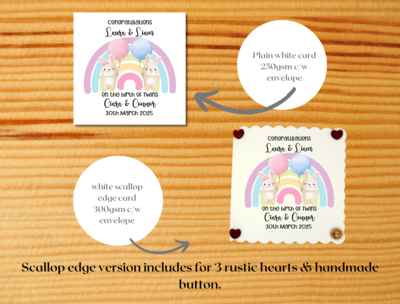 Congratulations
Laura & Liam
on the birth of Twins
Ciara & Connor
30th March 2025
Plain white card
250gsm c/w
envelope
Congratulations
Laura & Liam
on the birth of Twins
Ciara & Connor
30th March 2025
white scallop
edge card
300gsm c/w
envelope
Scallop edge version includes for 3 rustic hearts & handmade
button.